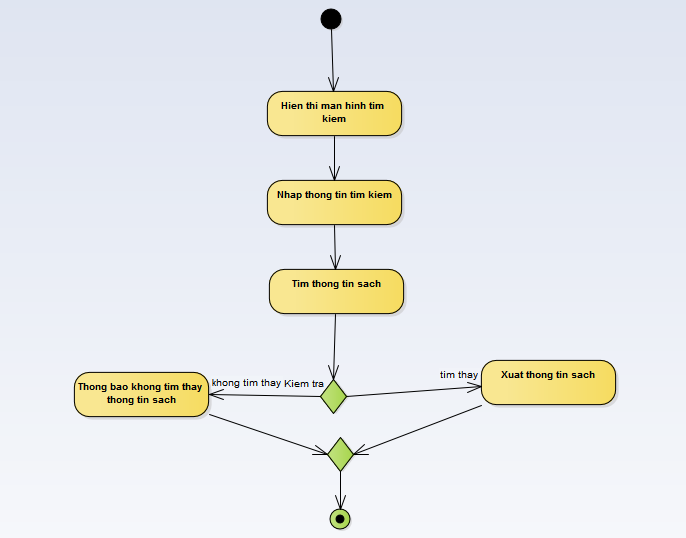 Hien thi man hinh tim
kiem
Nhap thong tin tim kiem
Tim thong tin sach
Thong bao khong tim thay
thong tin sach
khong tim thay
Kiem tra
tim thay
Xuat thong tin sach